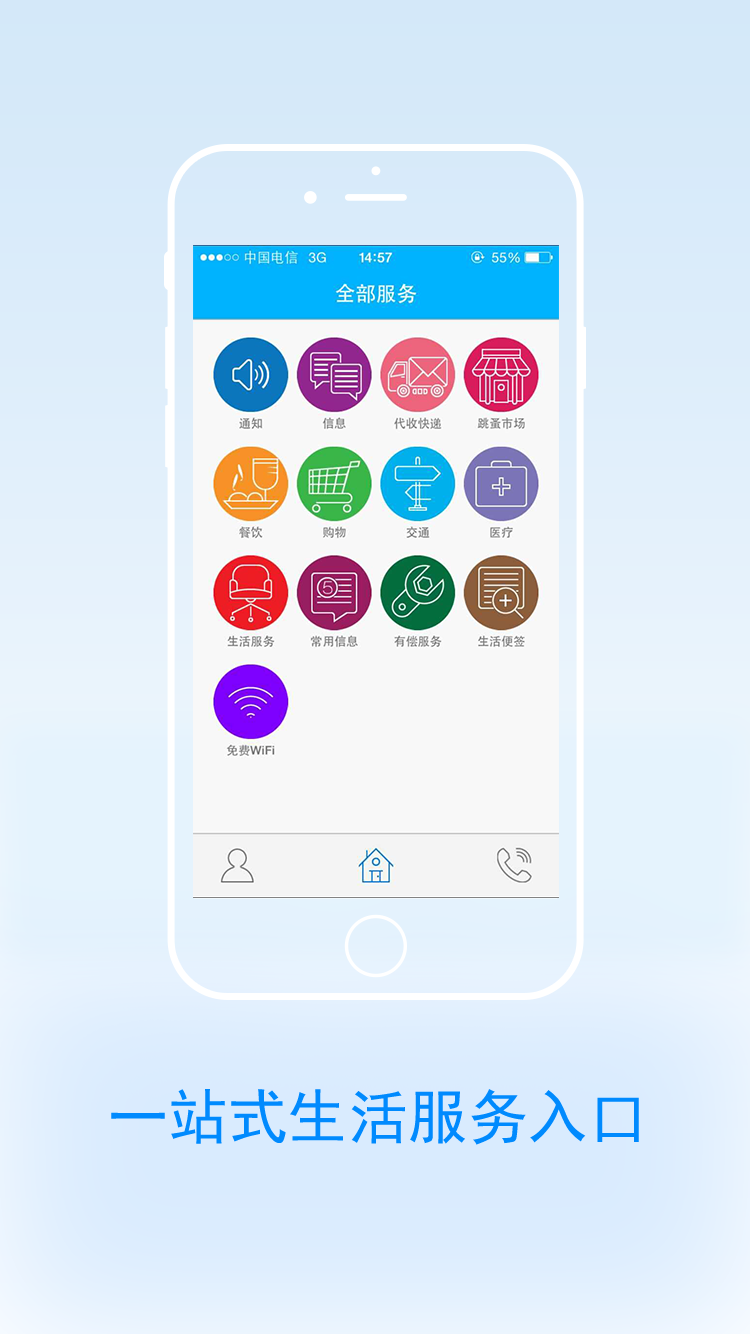 中国电信 3G 14:57 55%
全部服务
通知 信息 代收快递 跳蚤市场
餐饮 购物 交通 医疗
5
生活服务 常用信息 有偿服务 生活便签
免费WiFi
一站式生活服务入口